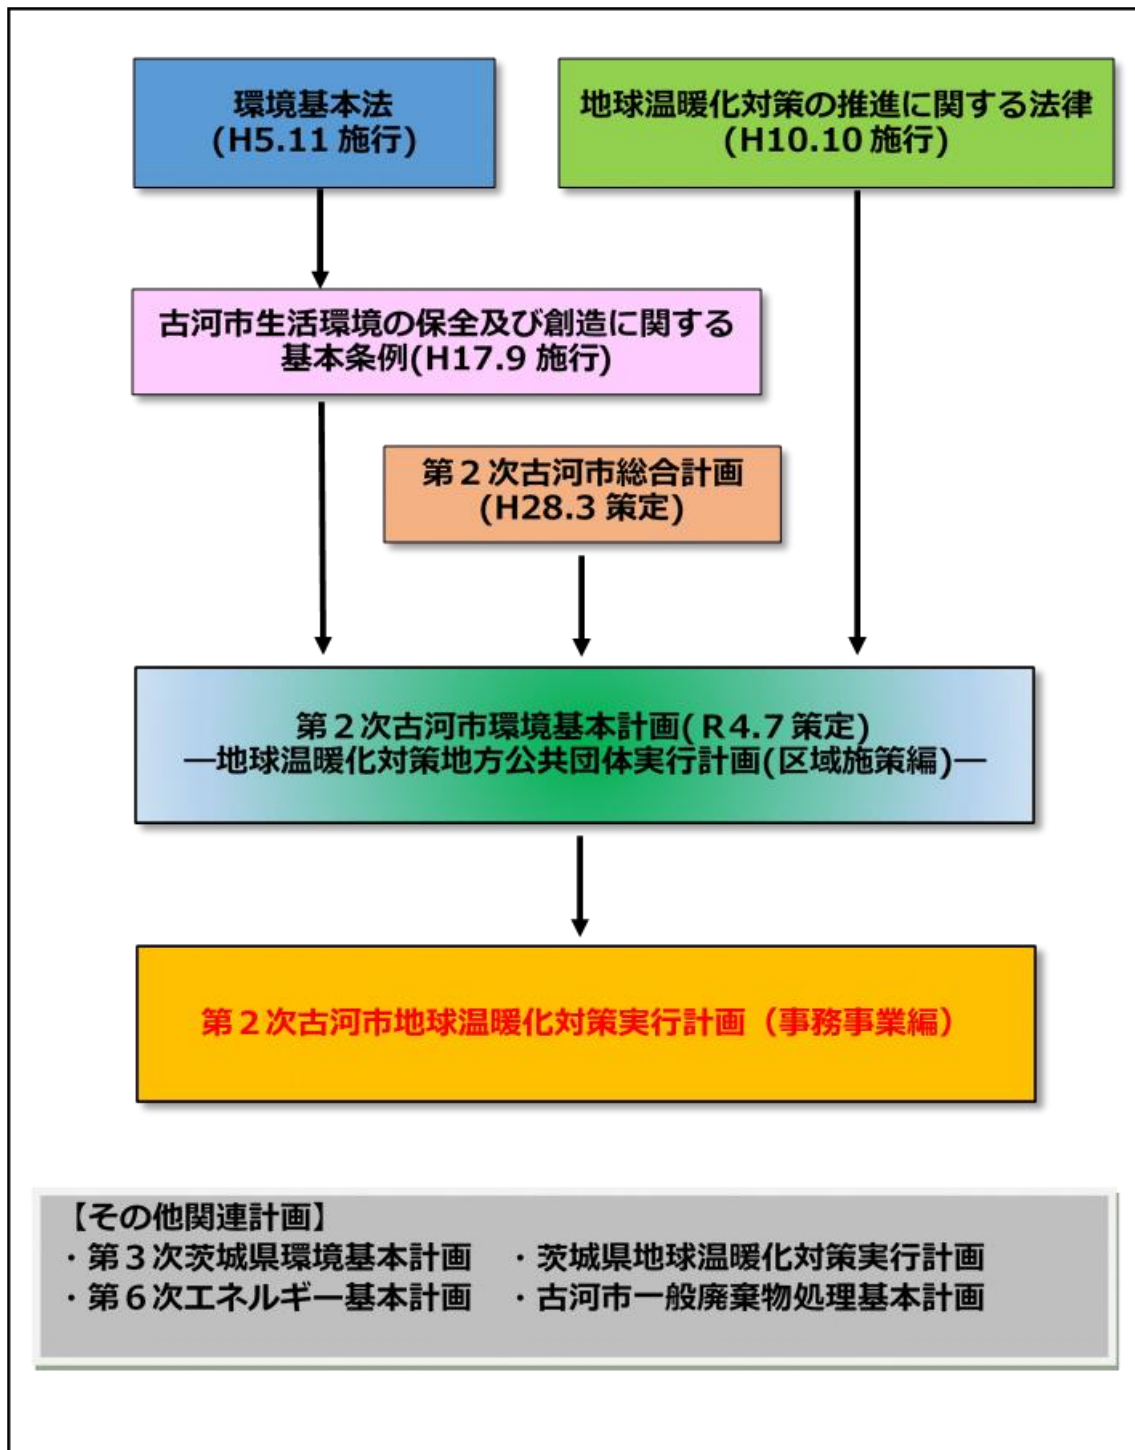 環境基本法
(H5.11 施行)
地球温暖化対策の推進に関する法律
(H10.10 施行)
古河市生活環境の保全及び創造に関する
基本条例(H17.9 施行)
第２次古河市総合計画
(H28.3 策定)
第２次古河市環境基本計画(Ｒ4.7 策定)
―地球温暖化対策地方公共団体実行計画(区域施策編)―
第２次古河市地球温暖化対策実行計画（事務事業編）
【その他関連計画】
・第３次茨城県環境基本計画　・茨城県地球温暖化対策実行計画
・第６次エネルギー基本計画　・古河市一般廃棄物処理基本計画